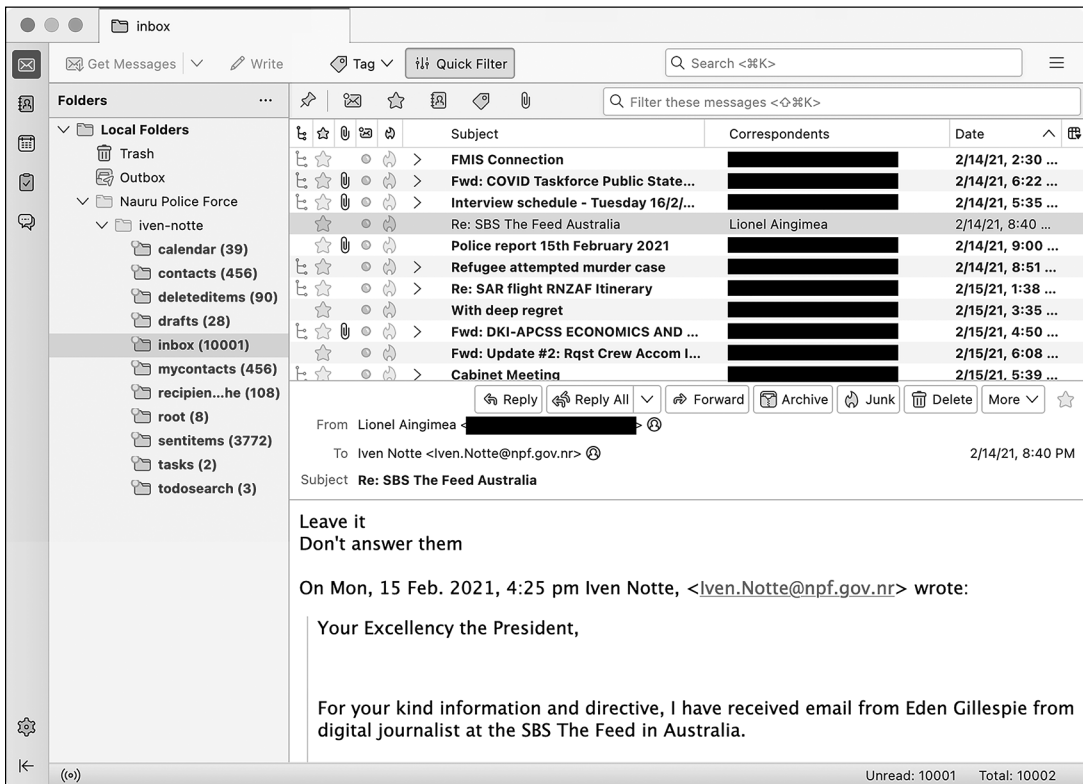 inbox
Get Messages
Write
Tag
Quick Filter
Search <⌘K>
Folders
Filter these messages <⇧⌘K>
Local Folders
Trash
Outbox
Nauru Police Force
iven-notte
calendar (39)
contacts (456)
deleteditems (90)
drafts (28)
inbox (10001)
mycontacts (456)
recipien...he (108)
root (8)
sentitems (3772)
tasks (2)
todosearch (3)
Subject Correspondents Date
FMIS Connection 2/14/21, 2:30 ...
Fwd: COVID Taskforce Public State... 2/14/21, 6:22 ...
Interview schedule - Tuesday 16/2/... 2/14/21, 5:35 ...
Re: SBS The Feed Australia Lionel Aingimea 2/14/21, 8:40 ...
Police report 15th February 2021 2/14/21, 9:00 ...
Refugee attempted murder case 2/14/21, 8:51 ...
Re: SAR flight RNZAF Itinerary 2/15/21, 1:38 ...
With deep regret 2/15/21, 3:35 ...
Fwd: DKI-APCSS ECONOMICS AND ... 2/15/21, 4:50 ...
Fwd: Update #2: Rqst Crew Accom I... 2/15/21, 6:08 ...
Cabinet Meeting 2/15/21, 5:39 ...
Reply Reply All Forward Archive Junk Delete More
From Lionel Aingimea < >
To Iven Notte <Iven.Notte@npf.gov.nr> 2/14/21, 8:40 PM
Subject Re: SBS The Feed Australia
Leave it
Don't answer them
On Mon, 15 Feb. 2021, 4:25 pm Iven Notte, <Iven.Notte@npf.gov.nr> wrote:
Your Excellency the President,
For your kind information and directive, I have received email from Eden Gillespie from
digital journalist at the SBS The Feed in Australia.
Unread: 10001 Total: 10002